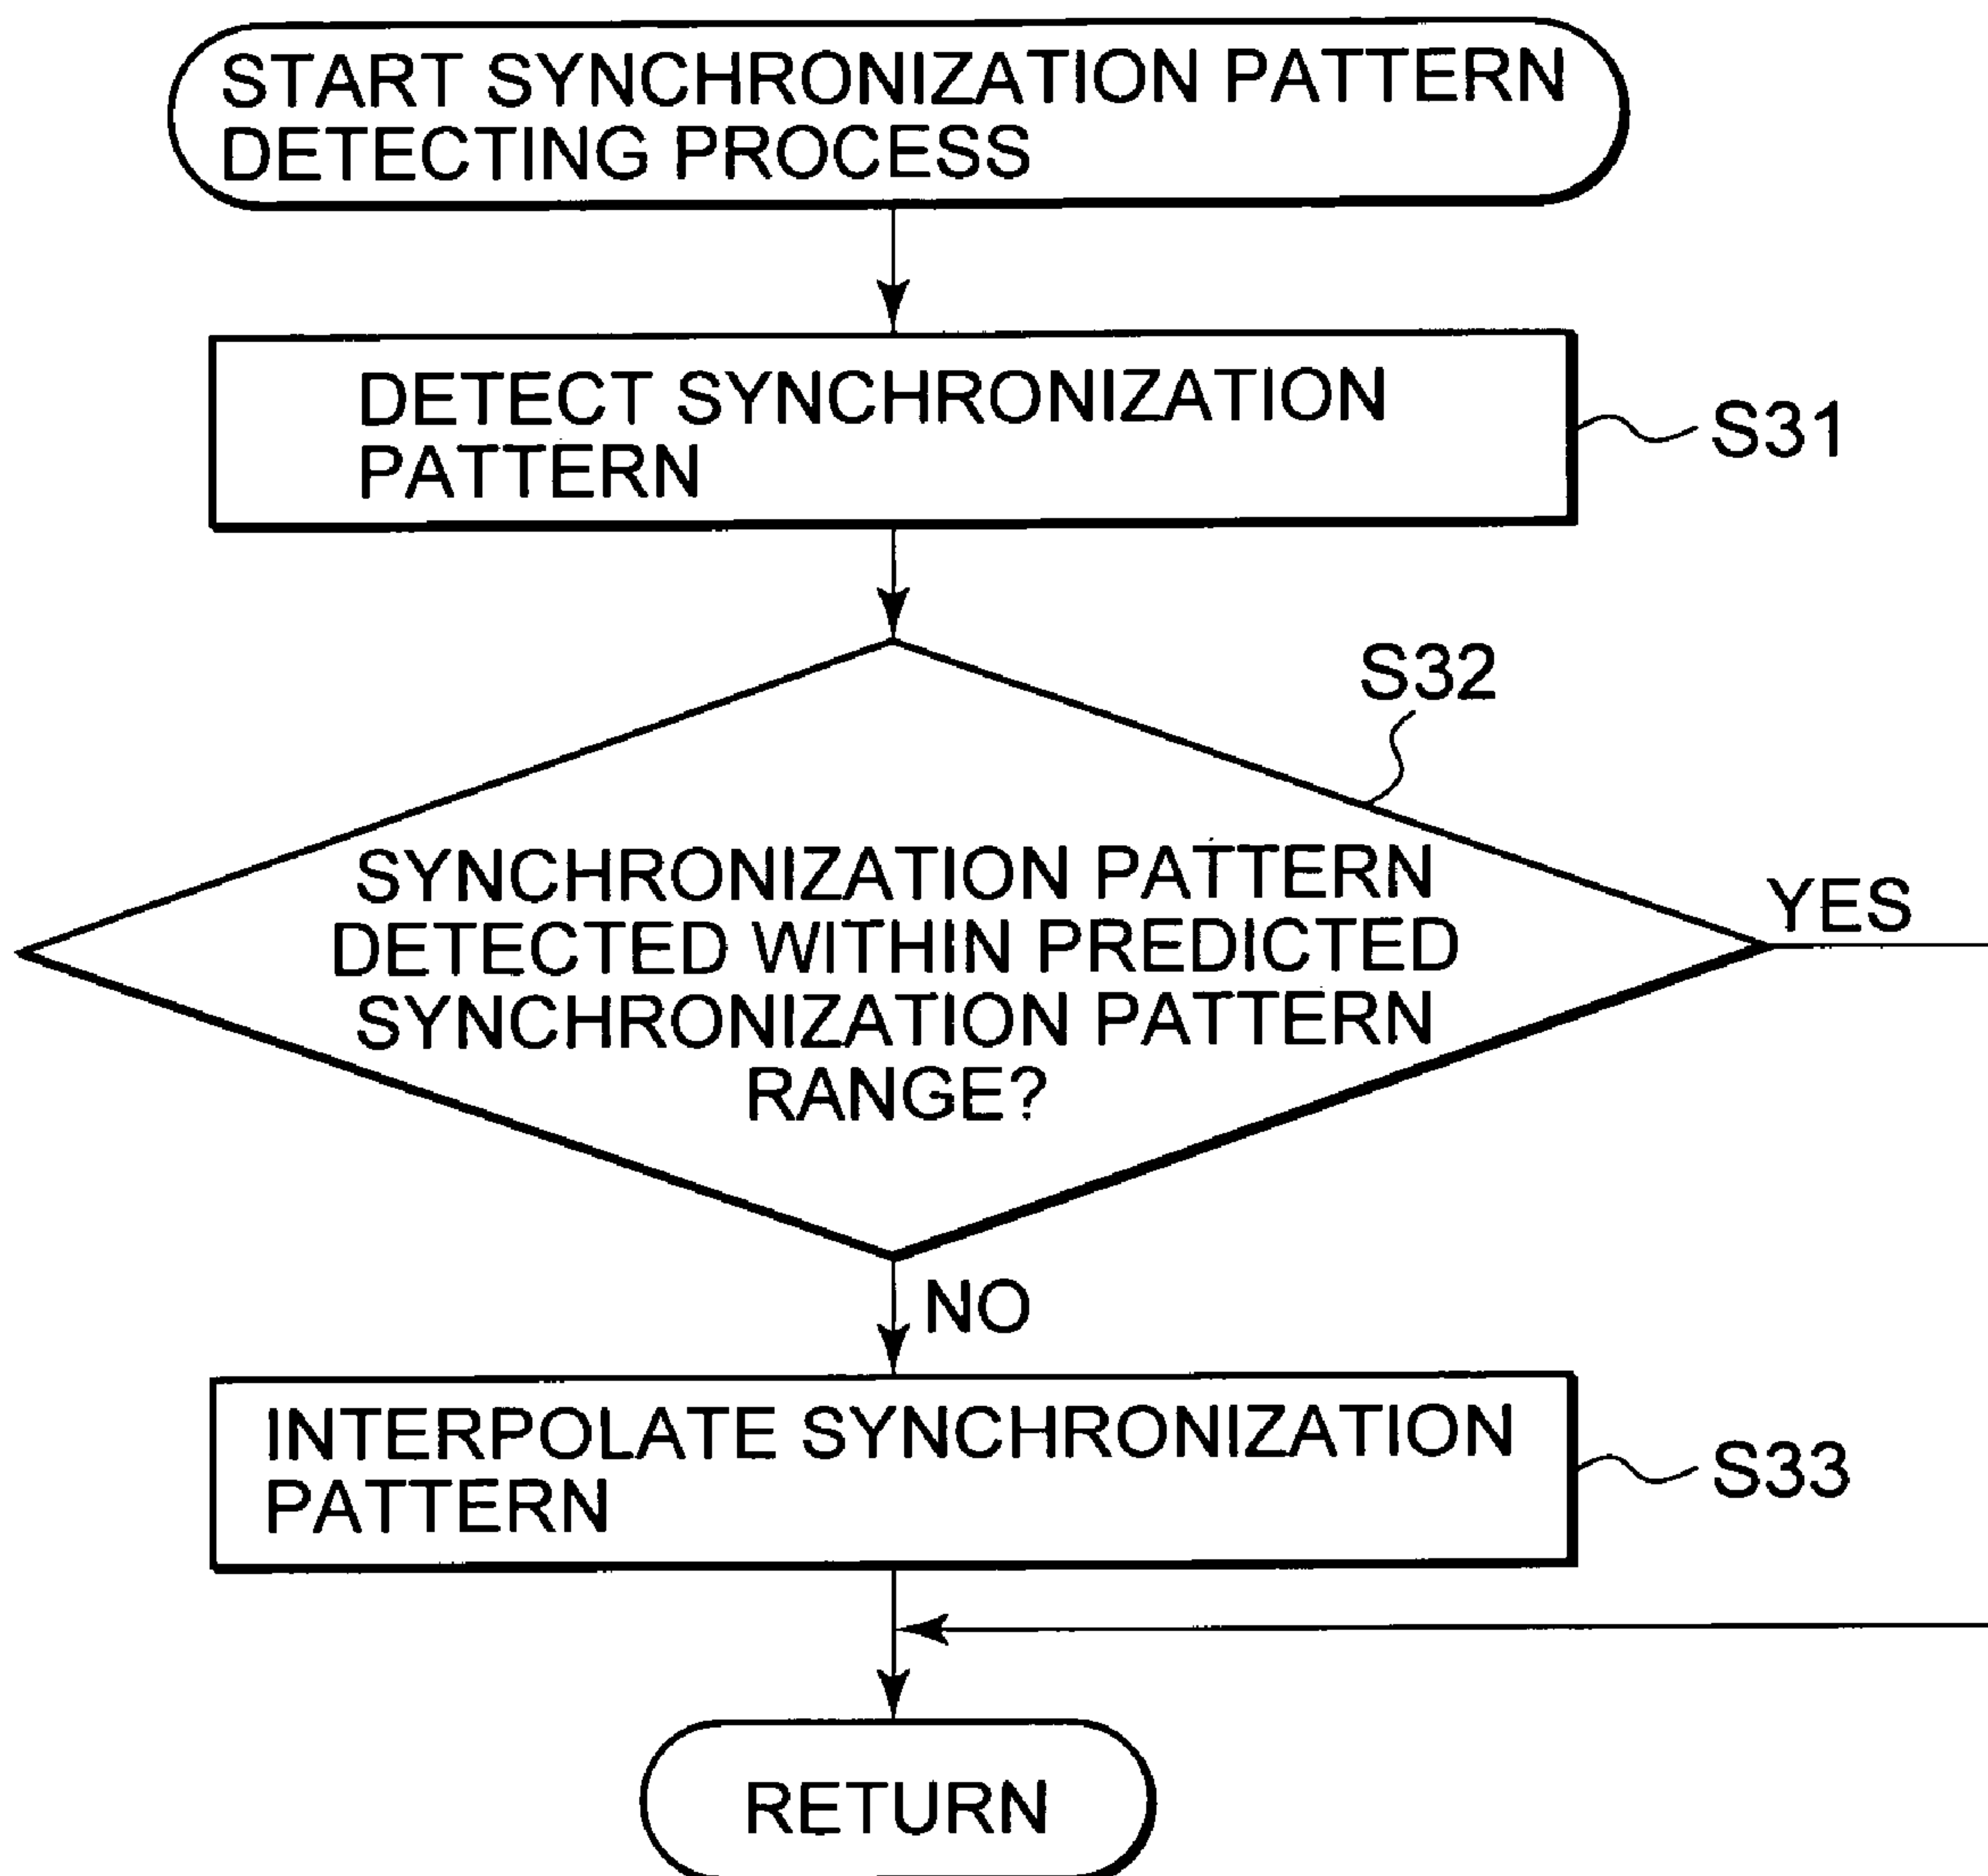 START SYNCHRONIZATION PATTERN
DETECTING PROCESS
DETECT SYNCHRONIZATION
PATTERN
S31
S32
SYNCHRONIZATION PATTERN
DETECTED WITHIN PREDICTED
SYNCHRONIZATION PATTERN
RANGE?
YES
NO
INTERPOLATE SYNCHRONIZATION
PATTERN
S33
RETURN